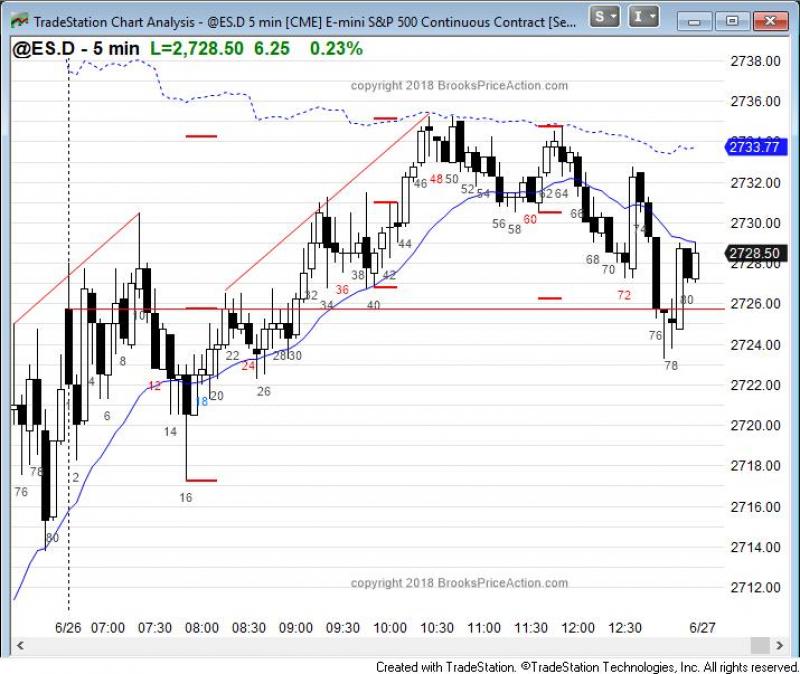 TradeStation Chart Analysis - @ES.D 5 min [CME] E-mini S&P 500 Continuous Contract [Se...
S I
@ES.D - 5 min L=2,728.50 6.25 0.23%
copyright 2018 BrooksPriceAction.com
2738.00
2736.00
2733.77
2732.00
2730.00
2728.50
2726.00
2724.00
2722.00
2720.00
2718.00
2716.00
2714.00
2712.00
46 48 50 52 54
56 58 60 62 64
66 68 70 72 74
76 78 80
32 34 36 38 40 42 44
22 24 26 28 30
2 4 6 8 10 12
14 16 18 20
76 78 80
copyright 2018 BrooksPriceAction.com
6/26 07:00 07:30 08:00 08:30 09:00 09:30 10:00 10:30 11:00 11:30 12:00 12:30 6/27
Created with TradeStation. ©TradeStation Technologies, Inc. All rights reserved.